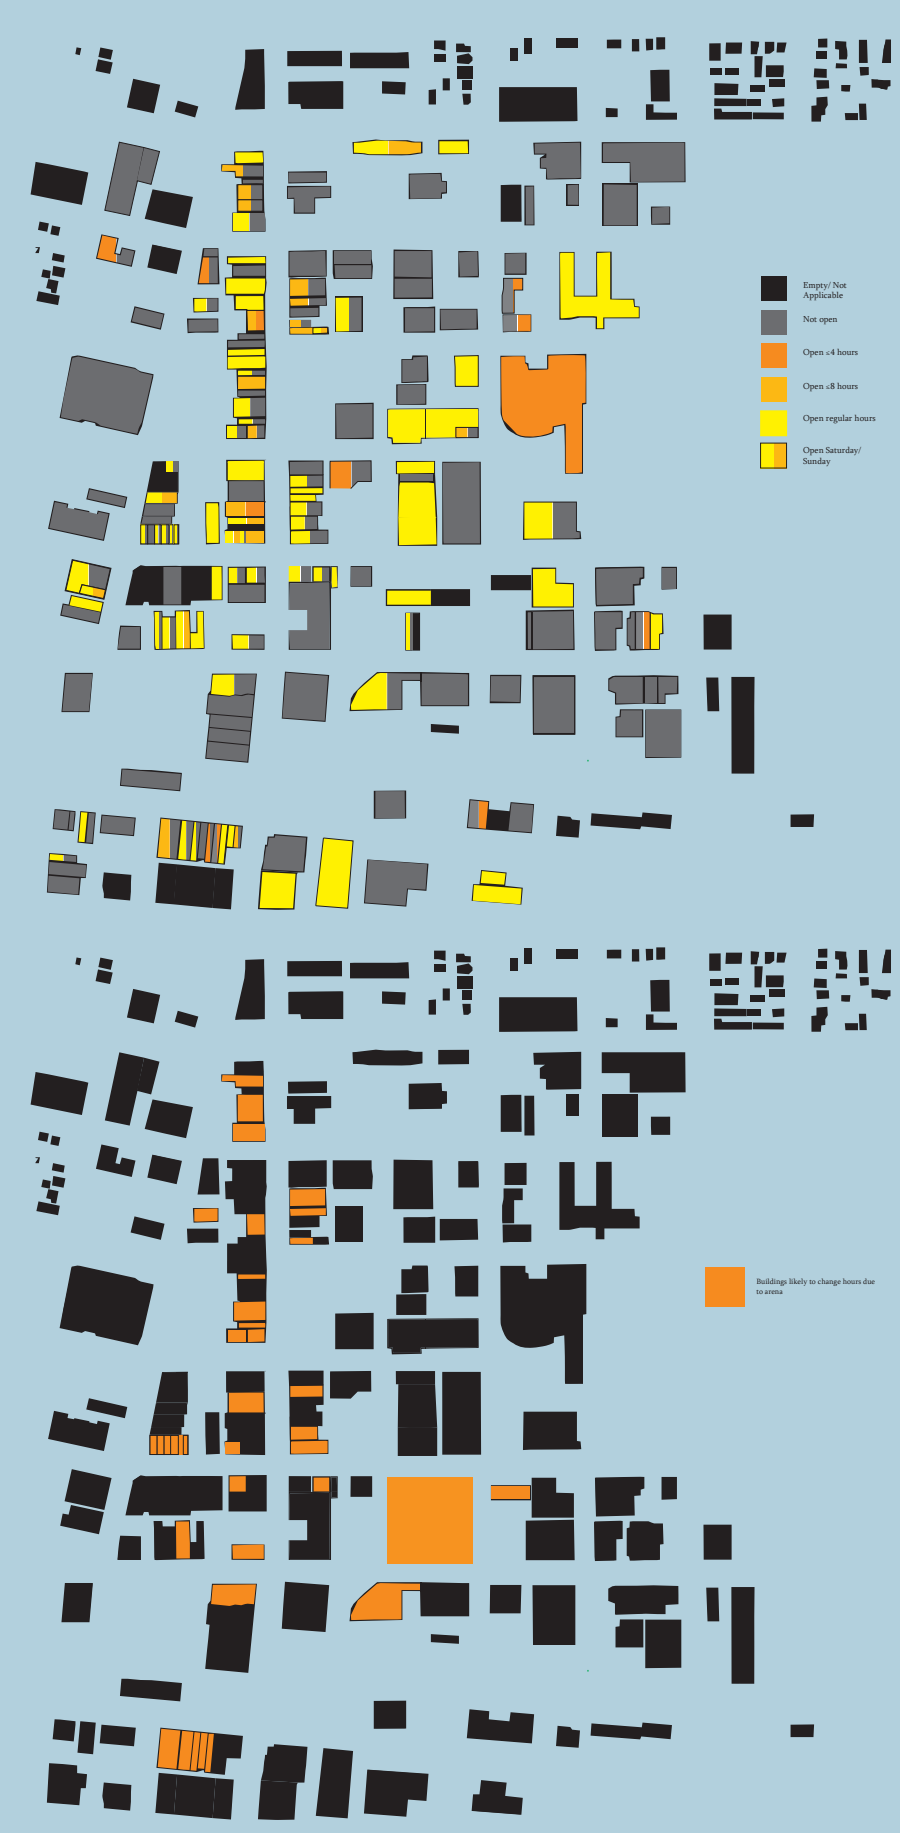 Empty/ Not
Applicable
Not open
Open ≤4 hours
Open ≤8 hours
Open regular hours
Open Saturday/
Sunday
Buildings likely to change hours due
to arena